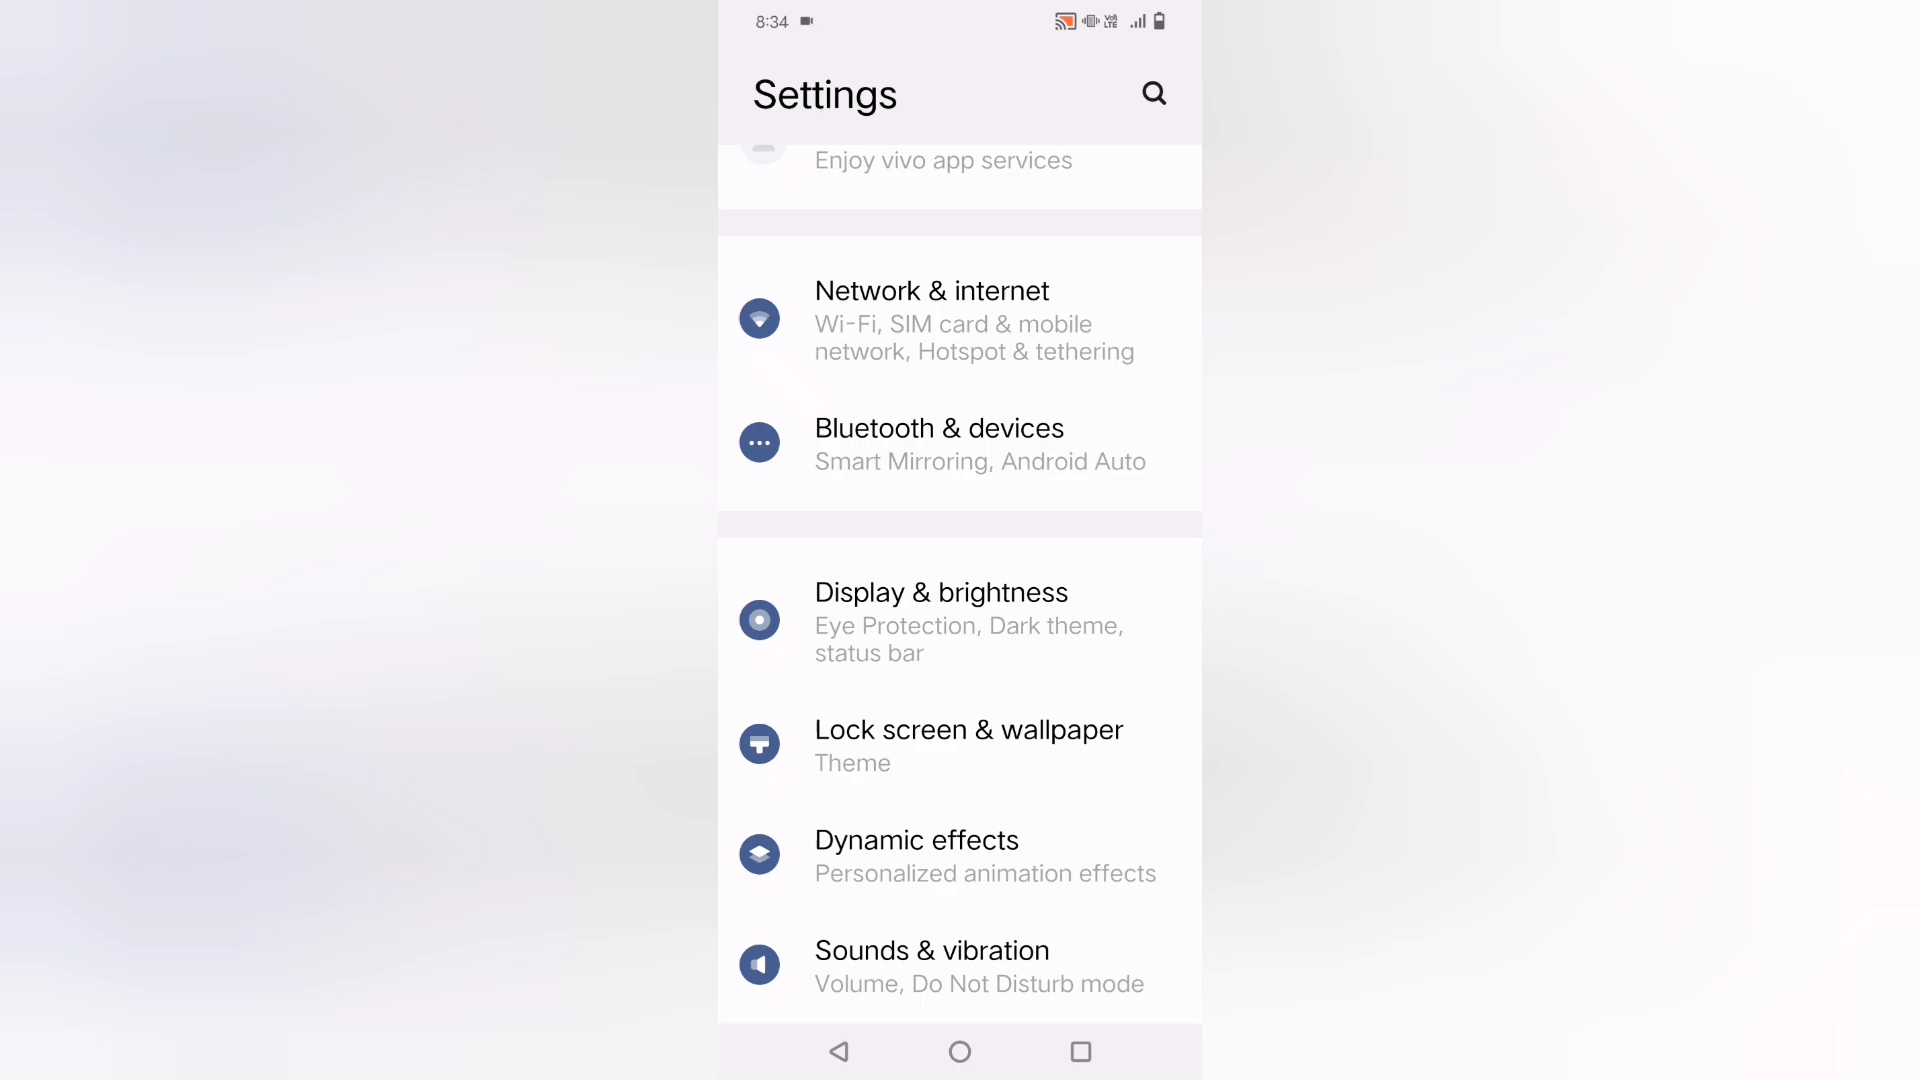 8:34
Vo) LTE
Settings
Enjoy vivo app services
Network & internet
Wi-Fi, SIM card & mobile
network, Hotspot & tethering
Bluetooth & devices
Smart Mirroring, Android Auto
Display & brightness
Eye Protection, Dark theme,
status bar
Lock screen & wallpaper
Theme
Dynamic effects
Personalized animation effects
Sounds & vibration
Volume, Do Not Disturb mode